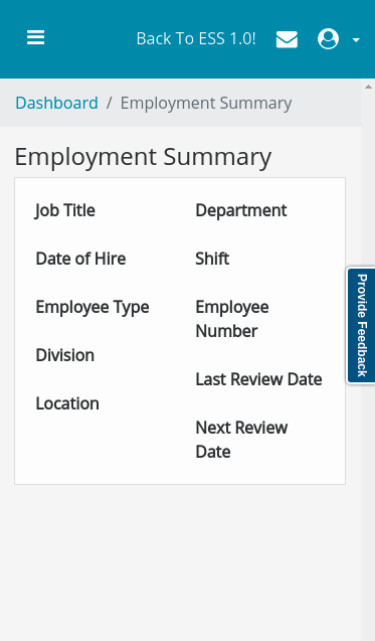 Back To ESS 1.0!
Dashboard / Employment Summary
Employment Summary
Job Title
Date of Hire
Employee Type
Division
Location
Department
Shift
Employee
Number
Last Review Date
Next Review
Date
Provide Feedback